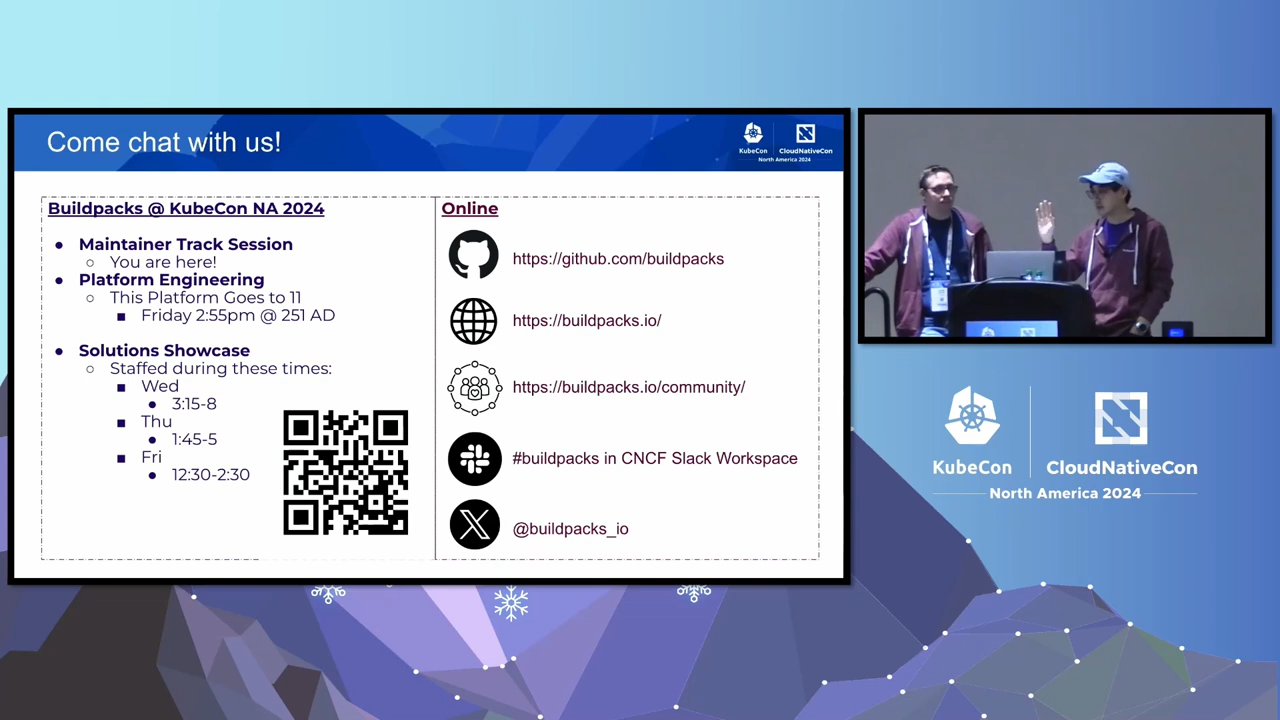 Come chat with us!
KubeCon
CloudNativeCon
North America 2024
Buildpacks @ KubeCon NA 2024
Maintainer Track Session
You are here!
Platform Engineering
This Platform Goes to 11
Friday 2:55pm @ 251 AD
Solutions Showcase
Staffed during these times:
Wed
3:15-8
Thu
1:45-5
Fri
12:30-2:30
Online
https://github.com/buildpacks
https://buildpacks.io/
https://buildpacks.io/community/
#buildpacks in CNCF Slack Workspace
@buildpacks_io
KubeCon
CloudNativeCon
North America 2024